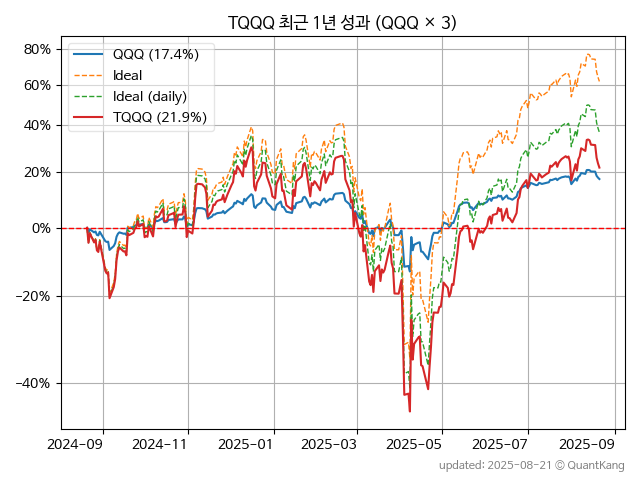 TQQQ 최근 1년 성과 (QQQ × 3)
80%
60%
40%
20%
0%
−20%
−40%
QQQ (17.4%)
Ideal
Ideal (daily)
TQQQ (21.9%)
2024−09
2024−11
2025−01
2025−03
2025−05
2025−07
2025−09
updated: 2025-08-21 © QuantKang